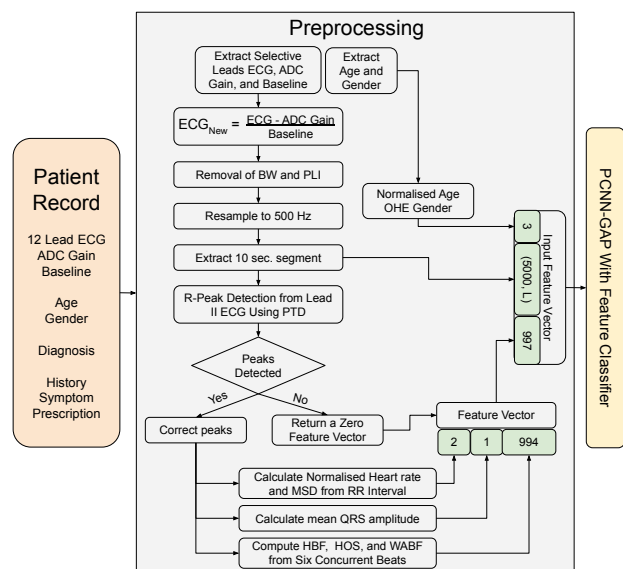 Preprocessing
Extract Selective
Leads ECG, ADC
Gain, and Baseline
Extract
Age and
Gender
ECG_New = ECG - ADC Gain
Baseline
Removal of BW and PLI
Normalised Age
OHE Gender
Resample to 500 Hz
Extract 10 sec. segment
R-Peak Detection from Lead
II ECG Using PTD
Peaks
Detected
Yes
No
Correct peaks
Return a Zero
Feature Vector
Feature Vector
2
1
994
Calculate Normalised Heart rate
and MSD from RR Interval
Calculate mean QRS amplitude
Compute HBF, HOS, and WABF
from Six Concurrent Beats
Patient
Record
12 Lead ECG
ADC Gain
Baseline
Age
Gender
Diagnosis
History
Symptom
Prescription
3
(5000, L)
997
Input Feature Vector
PCNN-GAP With Feature Classifier